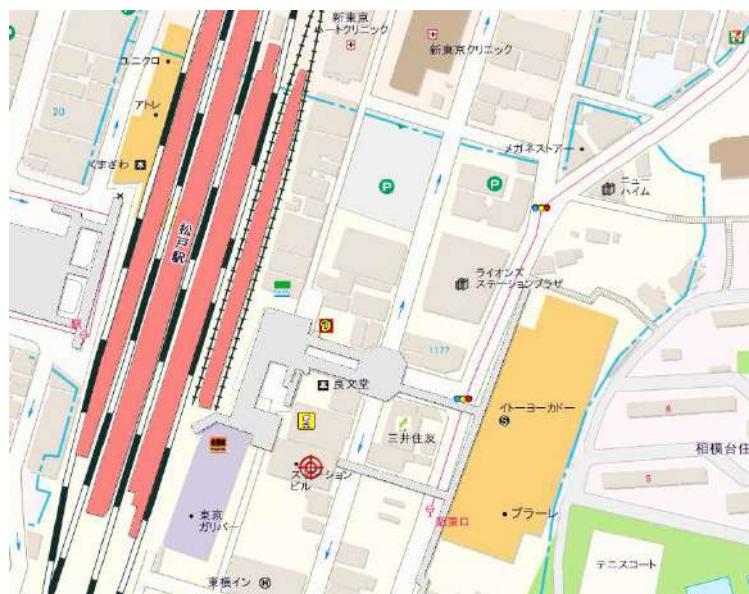 新東京
ハートクリニック
新東京クリニック
ユニクロ
20
アトレ
メガネストアー
くまざわ
P
P
ニュー
ハイム
松戸駅
ライオンズ
ステーションプラザ
1177
良文堂
イトーヨーカドー
S
三井住友
6
相模台住
ステーション
ビル
5
東京
ガリバー
駅東口
プラーレ
テニスコート
東横イン
H